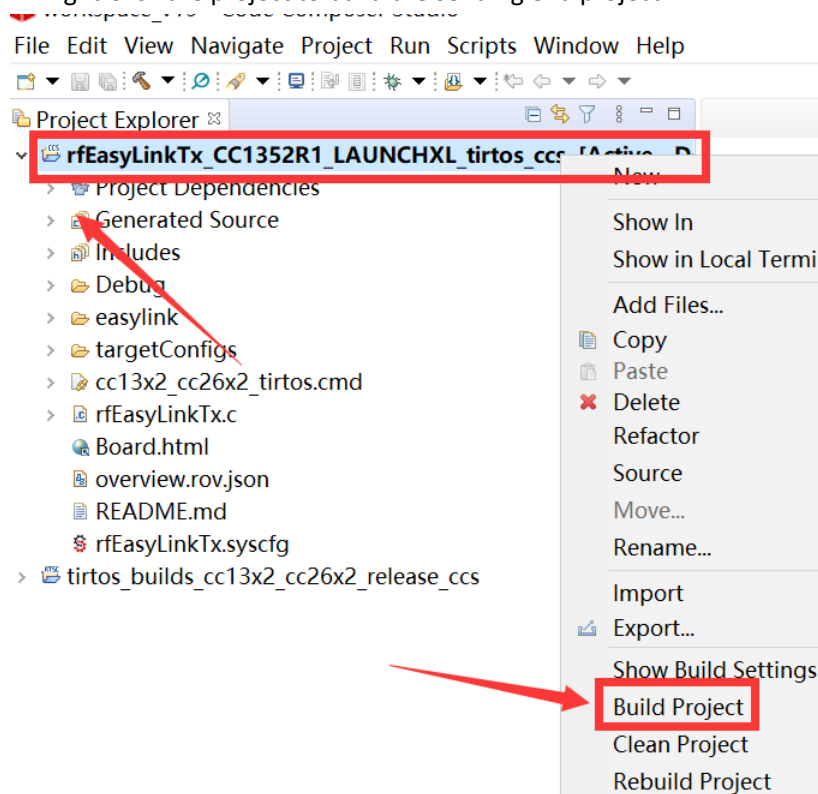 File Edit View Navigate Project Run Scripts Window Help
Project Explorer
rfEasyLinkTx_CC1352R1_LAUNCHXL_tirtos_ccs [Active - D
Project Dependencies
Generated Source
Includes
Debug
easylink
targetConfigs
cc13x2_cc26x2_tirtos.cmd
rfEasyLinkTx.c
Board.html
overview.rov.json
README.md
rfEasyLinkTx.syscfg
tirtos_builds_cc13x2_cc26x2_release_ccs
New
Show In
Show in Local Termi
Add Files...
Copy
Paste
Delete
Refactor
Source
Move...
Rename...
Import
Export...
Show Build Settings
Build Project
Clean Project
Rebuild Project